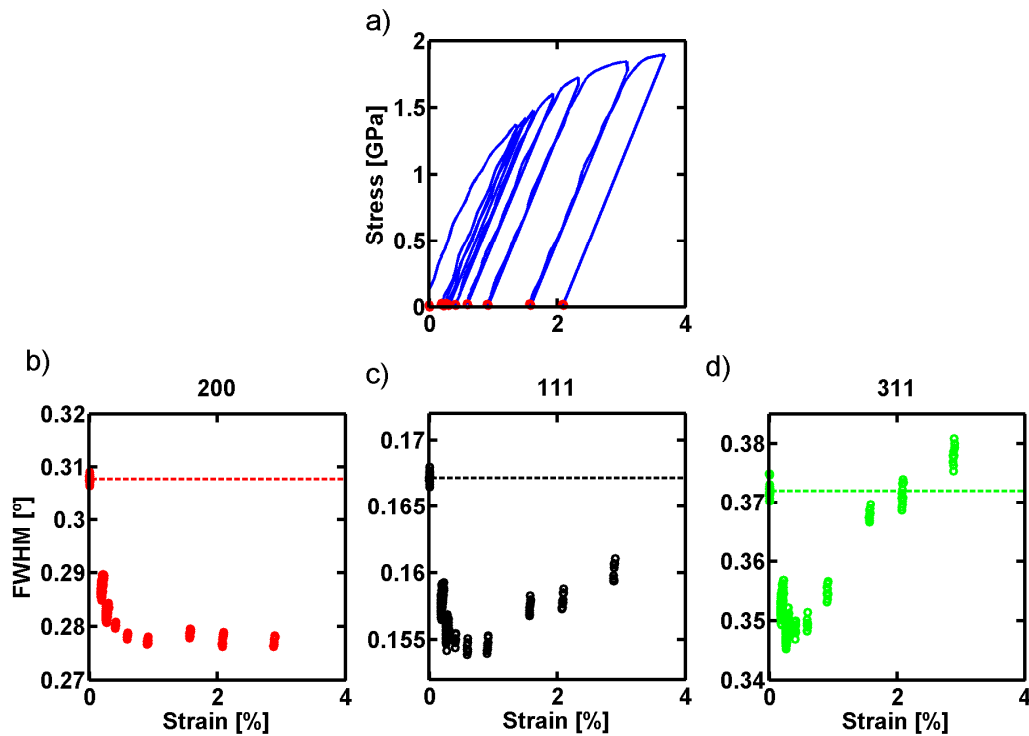 a)
Stress [GPa]
2
1.5
1
0.5
0
0 2 4
b)
200
FWHM [º]
0.32
0.31
0.3
0.29
0.28
0.27
0 2 4
Strain [%]
c)
111
0.17
0.165
0.16
0.155
0 2 4
Strain [%]
d)
311
0.38
0.37
0.36
0.35
0.34
0 2 4
Strain [%]